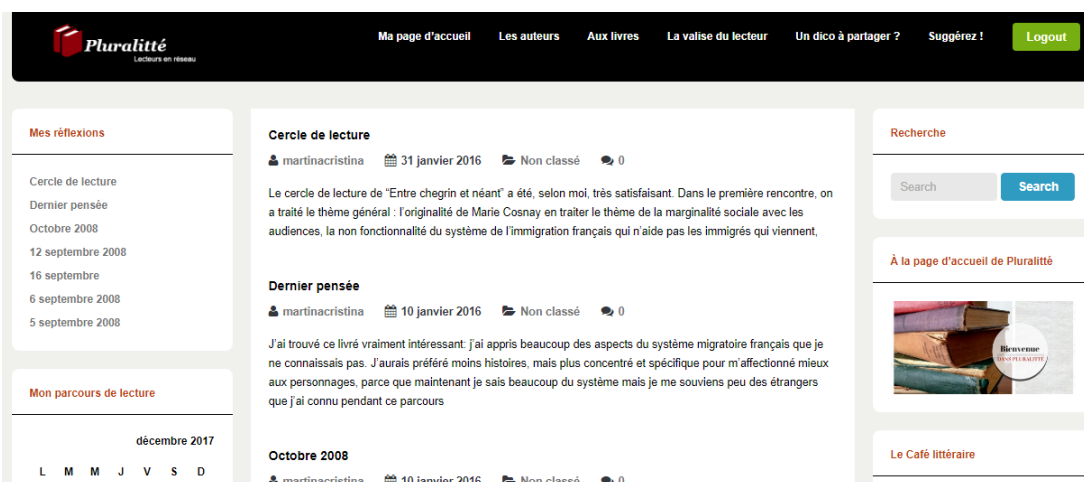 Pluralitté
Lecteurs en réseau
Ma page d'accueil Les auteurs Aux livres La valise du lecteur Un dico à partager ? Suggérez ! Logout
Mes réflexions
Cercle de lecture
Dernier pensée
Octobre 2008
12 septembre 2008
16 septembre
6 septembre 2008
5 septembre 2008
Mon parcours de lecture
décembre 2017
L M M J V S D
Cercle de lecture
martinacristina 31 janvier 2016 Non classé 0
Le cercle de lecture de “Entre chegrin et néant” a été, selon moi, très satisfaisant. Dans le première rencontre, on
a traité le thème général : l'originalité de Marie Cosnay en traiter le thème de la marginalité sociale avec les
audiences, la non fonctionnalité du système de l'immigration français qui n'aide pas les immigrés qui viennent,
Dernier pensée
martinacristina 10 janvier 2016 Non classé 0
J'ai trouvé ce livré vraiment intéressant: j'ai appris beaucoup des aspects du système migratoire français que je
ne connaissais pas. J'aurais préféré moins histoires, mais plus concentré et spécifique pour m'affectionné mieux
aux personnages, parce que maintenant je sais beaucoup du système mais je me souviens peu des étrangers
que j'ai connu pendant ce parcours
Octobre 2008
martinacristina 10 janvier 2016 Non classé 0
Recherche
Search Search
À la page d'accueil de Pluralitté
Bienvenue
DANS PLURALITTÉ
Le Café littéraire